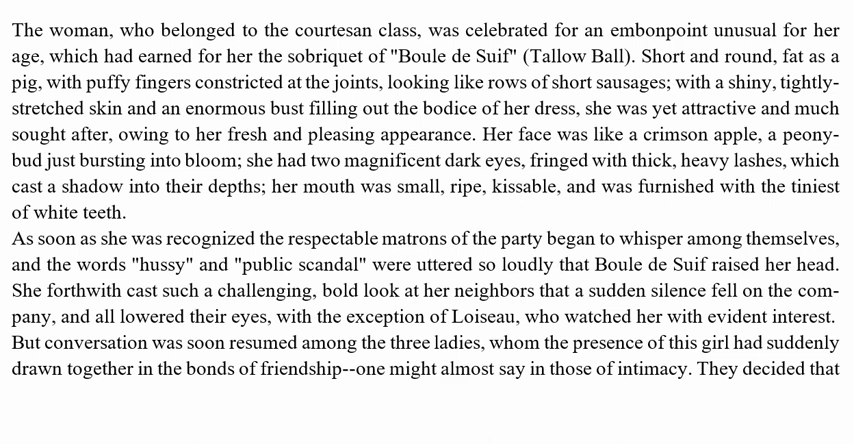 The woman, who belonged to the courtesan class, was celebrated for an embonpoint unusual for her
age, which had earned for her the sobriquet of "Boule de Suif" (Tallow Ball). Short and round, fat as a
pig, with puffy fingers constricted at the joints, looking like rows of short sausages; with a shiny, tightly-
stretched skin and an enormous bust filling out the bodice of her dress, she was yet attractive and much
sought after, owing to her fresh and pleasing appearance. Her face was like a crimson apple, a peony-
bud just bursting into bloom; she had two magnificent dark eyes, fringed with thick, heavy lashes, which
cast a shadow into their depths; her mouth was small, ripe, kissable, and was furnished with the tiniest
of white teeth.
As soon as she was recognized the respectable matrons of the party began to whisper among themselves,
and the words "hussy" and "public scandal" were uttered so loudly that Boule de Suif raised her head.
She forthwith cast such a challenging, bold look at her neighbors that a sudden silence fell on the com-
pany, and all lowered their eyes, with the exception of Loiseau, who watched her with evident interest.
But conversation was soon resumed among the three ladies, whom the presence of this girl had suddenly
drawn together in the bonds of friendship--one might almost say in those of intimacy. They decided that